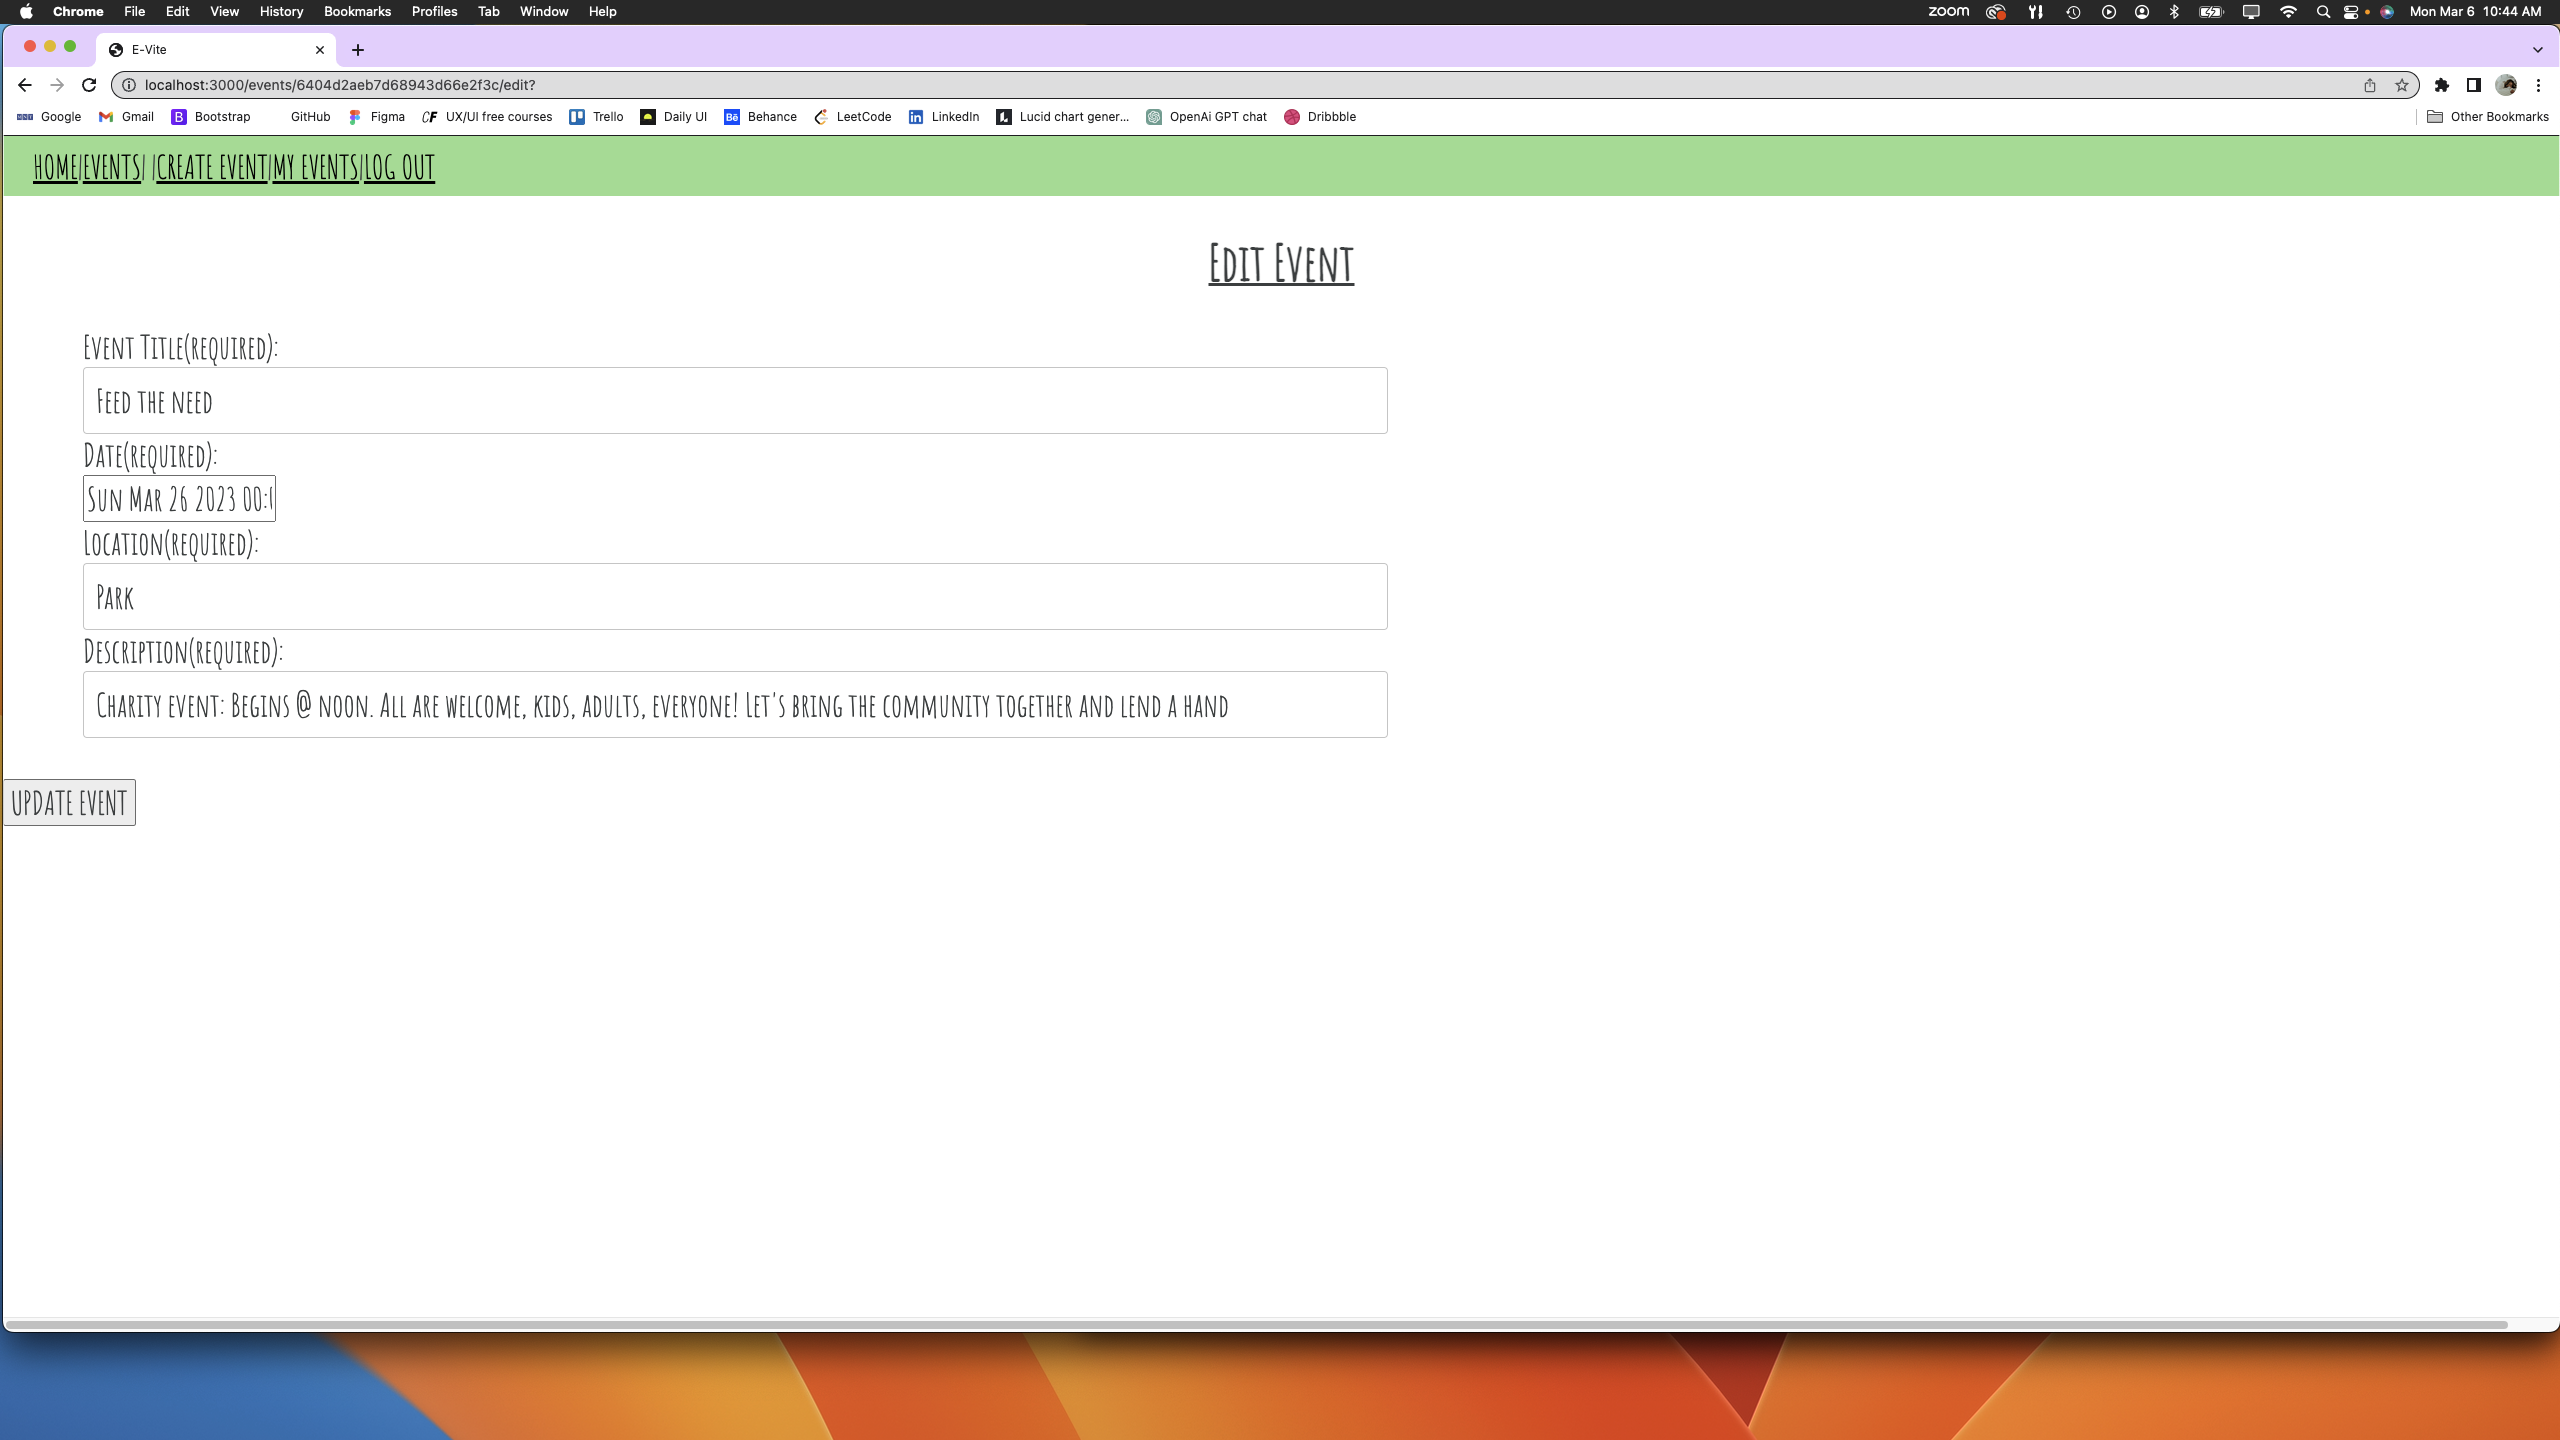 Chrome File Edit View History Bookmarks Profiles Tab Window Help zoom Mon Mar 6 10:44 AM
E-Vite
localhost:3000/events/6404d2aeb7d68943d66e2f3c/edit?
Google Gmail Bootstrap GitHub Figma UX/UI free courses Trello Daily UI Behance LeetCode LinkedIn Lucid chart gener... OpenAi GPT chat Dribbble Other Bookmarks
HOME|EVENTS| |CREATE EVENT|MY EVENTS|LOG OUT
Edit Event
Event Title(required):
Feed the need
Date(required):
Sun Mar 26 2023 00:
Location(required):
Park
Description(required):
Charity event: Begins @ noon. All are welcome, kids, adults, everyone! Let's bring the community together and lend a hand
UPDATE EVENT